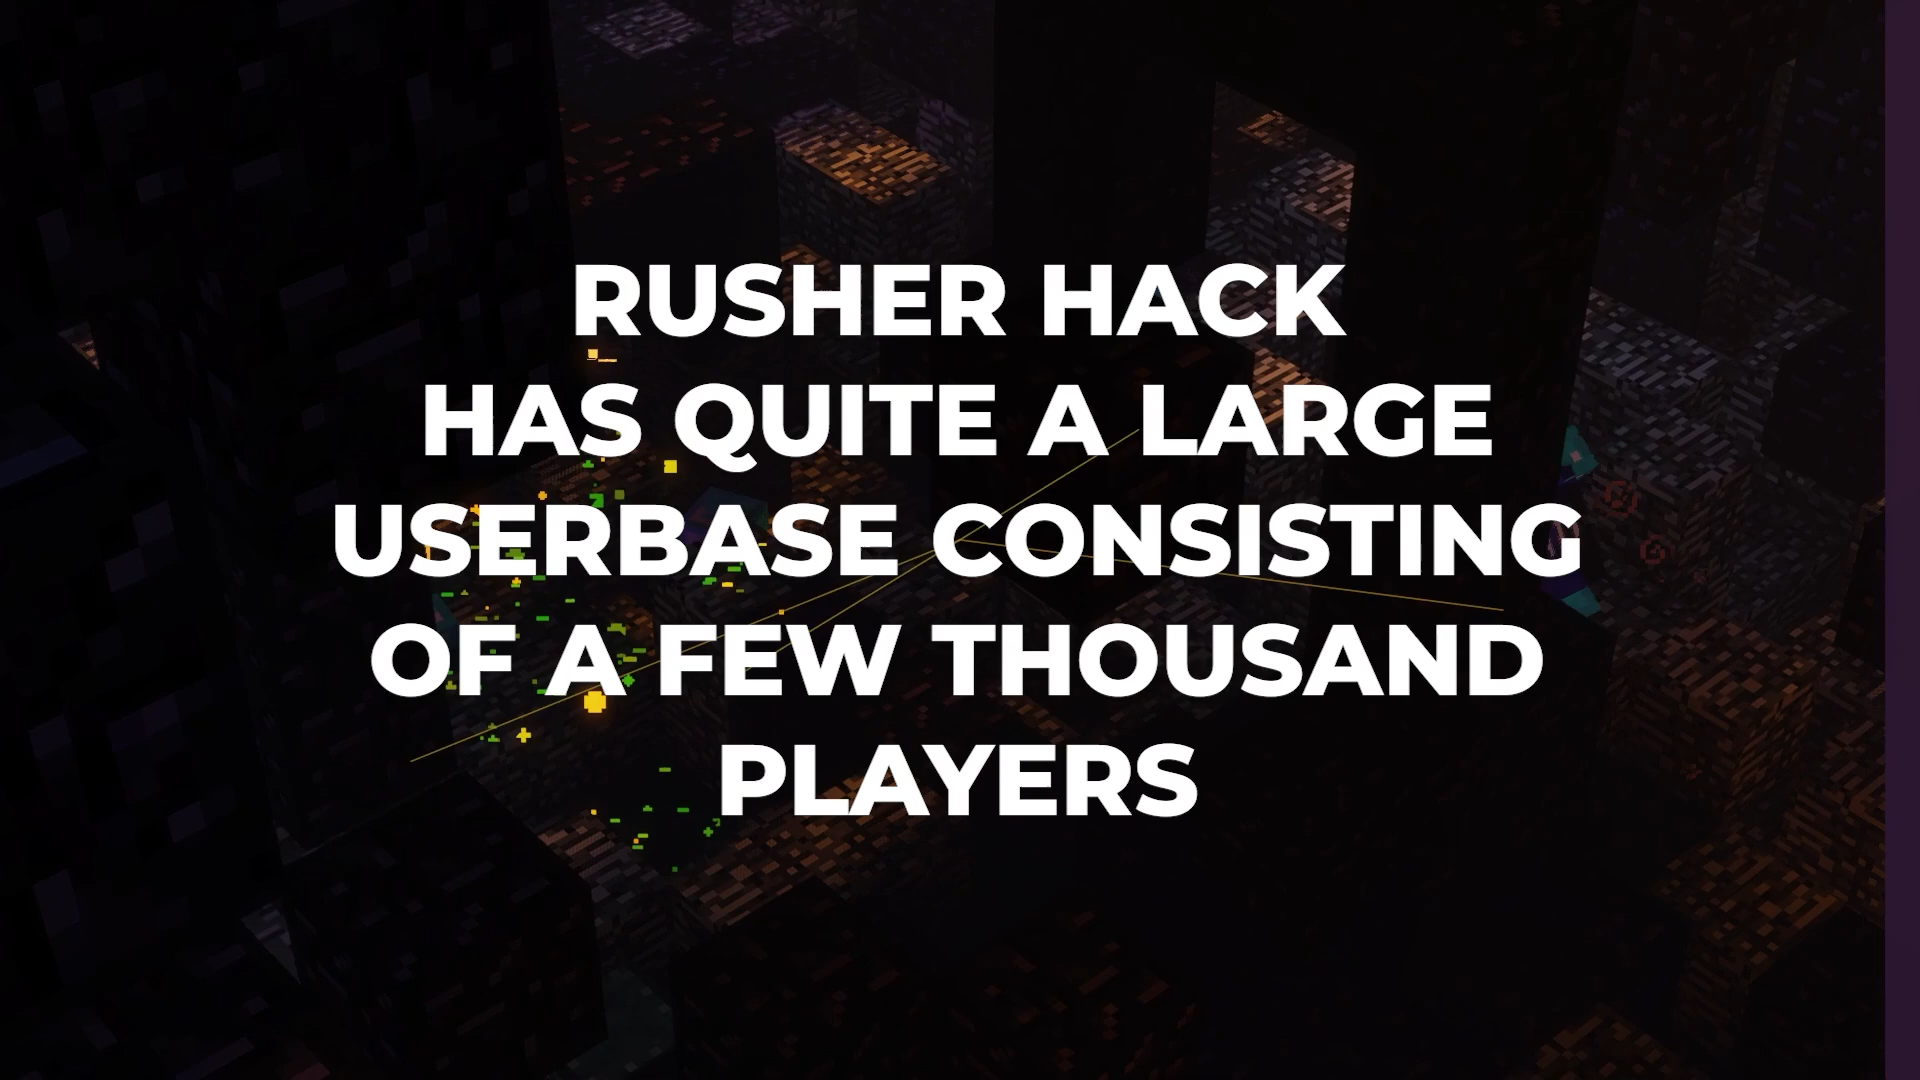 RUSHER HACK
HAS QUITE A LARGE
USERBASE CONSISTING
OF A FEW THOUSAND
PLAYERS